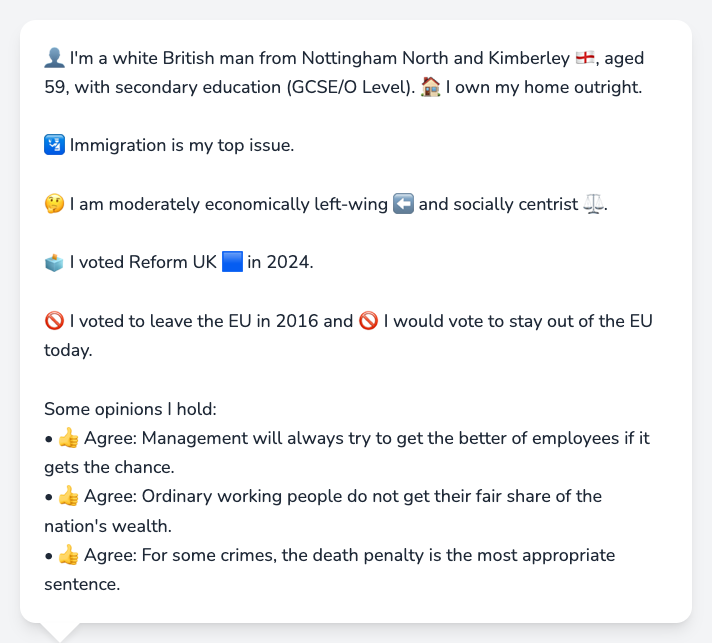 👤 I'm a white British man from Nottingham North and Kimberley 🏴󠁧󠁢󠁥󠁮󠁧󠁿, aged
59, with secondary education (GCSE/O Level). 🏠 I own my home outright.
🛂 Immigration is my top issue.
🤔 I am moderately economically left-wing ⬅️ and socially centrist ⚖️.
🗳️ I voted Reform UK 🟦 in 2024.
🚫 I voted to leave the EU in 2016 and 🚫 I would vote to stay out of the EU
today.
Some opinions I hold:
• 👍 Agree: Management will always try to get the better of employees if it
gets the chance.
• 👍 Agree: Ordinary working people do not get their fair share of the
nation's wealth.
• 👍 Agree: For some crimes, the death penalty is the most appropriate
sentence.